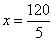 x = 120/5